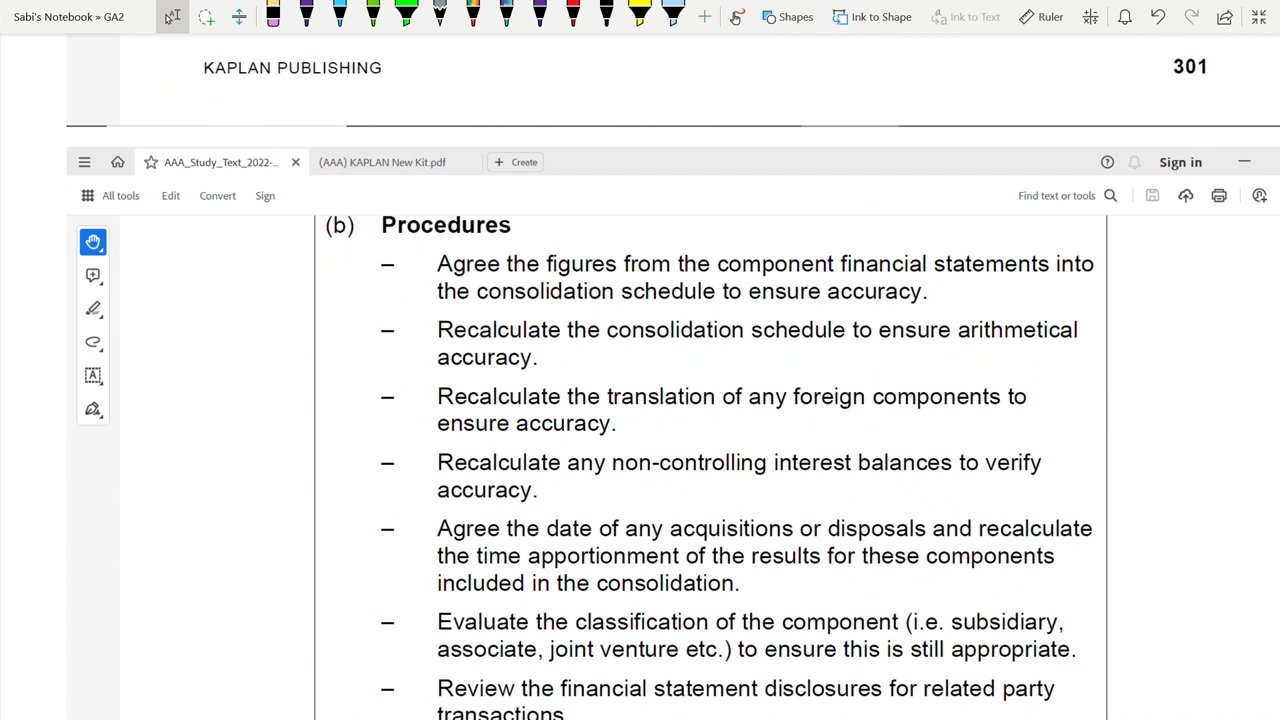 Sabi's Notebook » GA2
Shapes
Ink to Shape
Ink to Text
Ruler
KAPLAN PUBLISHING
301
AAA_Study_Text_2022-...
(AAA) KAPLAN New Kit.pdf
+ Create
Sign in
All tools
Edit
Convert
Sign
Find text or tools
(b) Procedures
– Agree the figures from the component financial statements into
the consolidation schedule to ensure accuracy.
– Recalculate the consolidation schedule to ensure arithmetical
accuracy.
– Recalculate the translation of any foreign components to
ensure accuracy.
– Recalculate any non-controlling interest balances to verify
accuracy.
– Agree the date of any acquisitions or disposals and recalculate
the time apportionment of the results for these components
included in the consolidation.
– Evaluate the classification of the component (i.e. subsidiary,
associate, joint venture etc.) to ensure this is still appropriate.
– Review the financial statement disclosures for related party
transactions